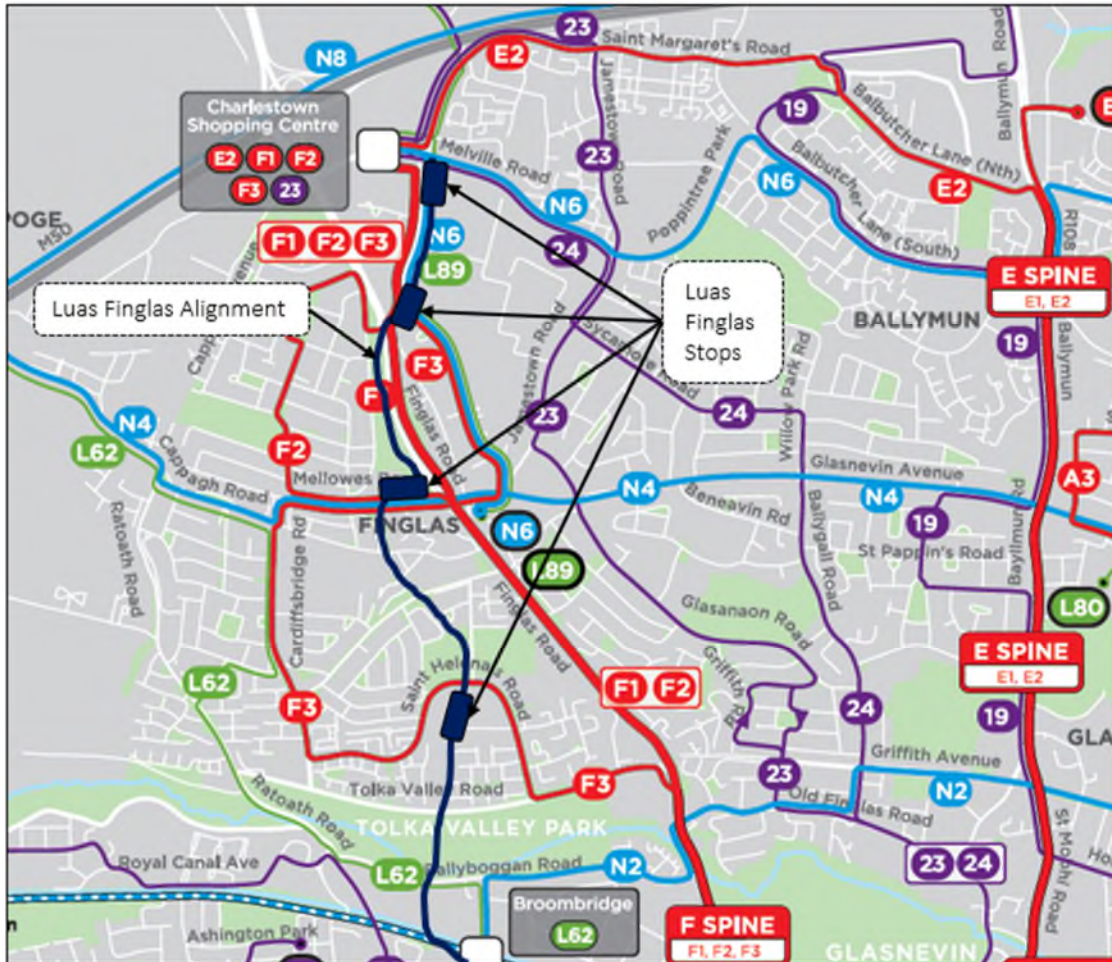 23
Saint Margaret's Road
Ballymun Road
E2
N8
Charlestown
Shopping Centre
E2 F1 F2
F3 23
19
Jamestown Road
23
Balbutcher Lane (Nth)
Melville Road
Poppintree Park
Balbutcher
Lane (South)
N6
E2
N6
24
R108
POGE
M50
F1 F2 F3
N6
L89
Luas Finglas Alignment
Luas
Finglas
Stops
E SPINE
E1, E2
BALLYMUN
19
Ballymun
Sycamore Road
Willow Park Rd
F3
F
Finglas Road
Jamestown Road
23
24
N4
L62
Cappagh Road
F2
Mellowes
Glasnevin Avenue
A3
N4
N4
FINGLAS
Beneavin Rd
N6
19
St Pappin's Road
Ballygall Road
Ratoath Road
Cardiffsbridge Rd
L89
L80
Finglas Road
Glasanaon Road
Griffith Rd
E SPINE
E1, E2
L62
Saint Helena's Road
F3
F1 F2
24
19
Griffith Avenue
GLA
Tolka Valley Road
F3
23
N2
Old Finglas Road
TOLKA VALLEY PARK
Ratoath Road
St Mobhi Road
Royal Canal Ave
L62
Ballyboggan Road
N2
23 24
Broombridge
L62
Ashington Park
F SPINE
F1, F2, F3
GLASNEVIN